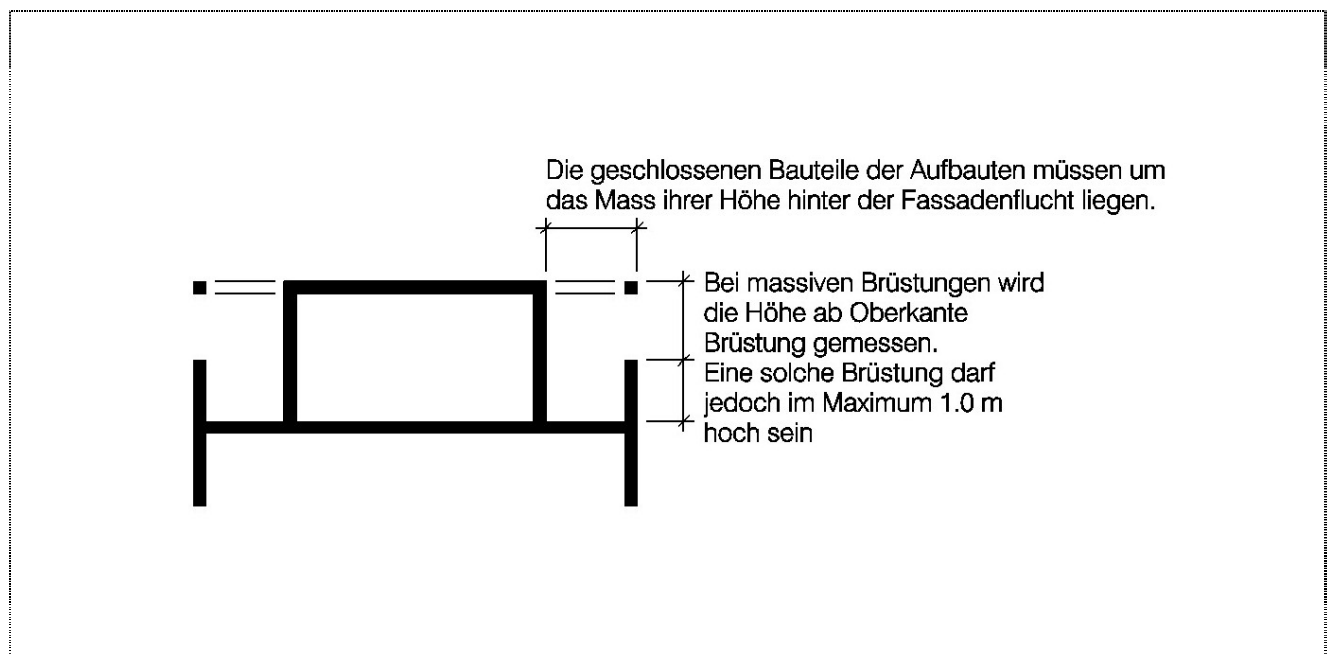 Die geschlossenen Bauteile der Aufbauten müssen um
das Mass ihrer Höhe hinter der Fassadenflucht liegen.
Bei massiven Brüstungen wird
die Höhe ab Oberkante
Brüstung gemessen.
Eine solche Brüstung darf
jedoch im Maximum 1.0 m
hoch sein